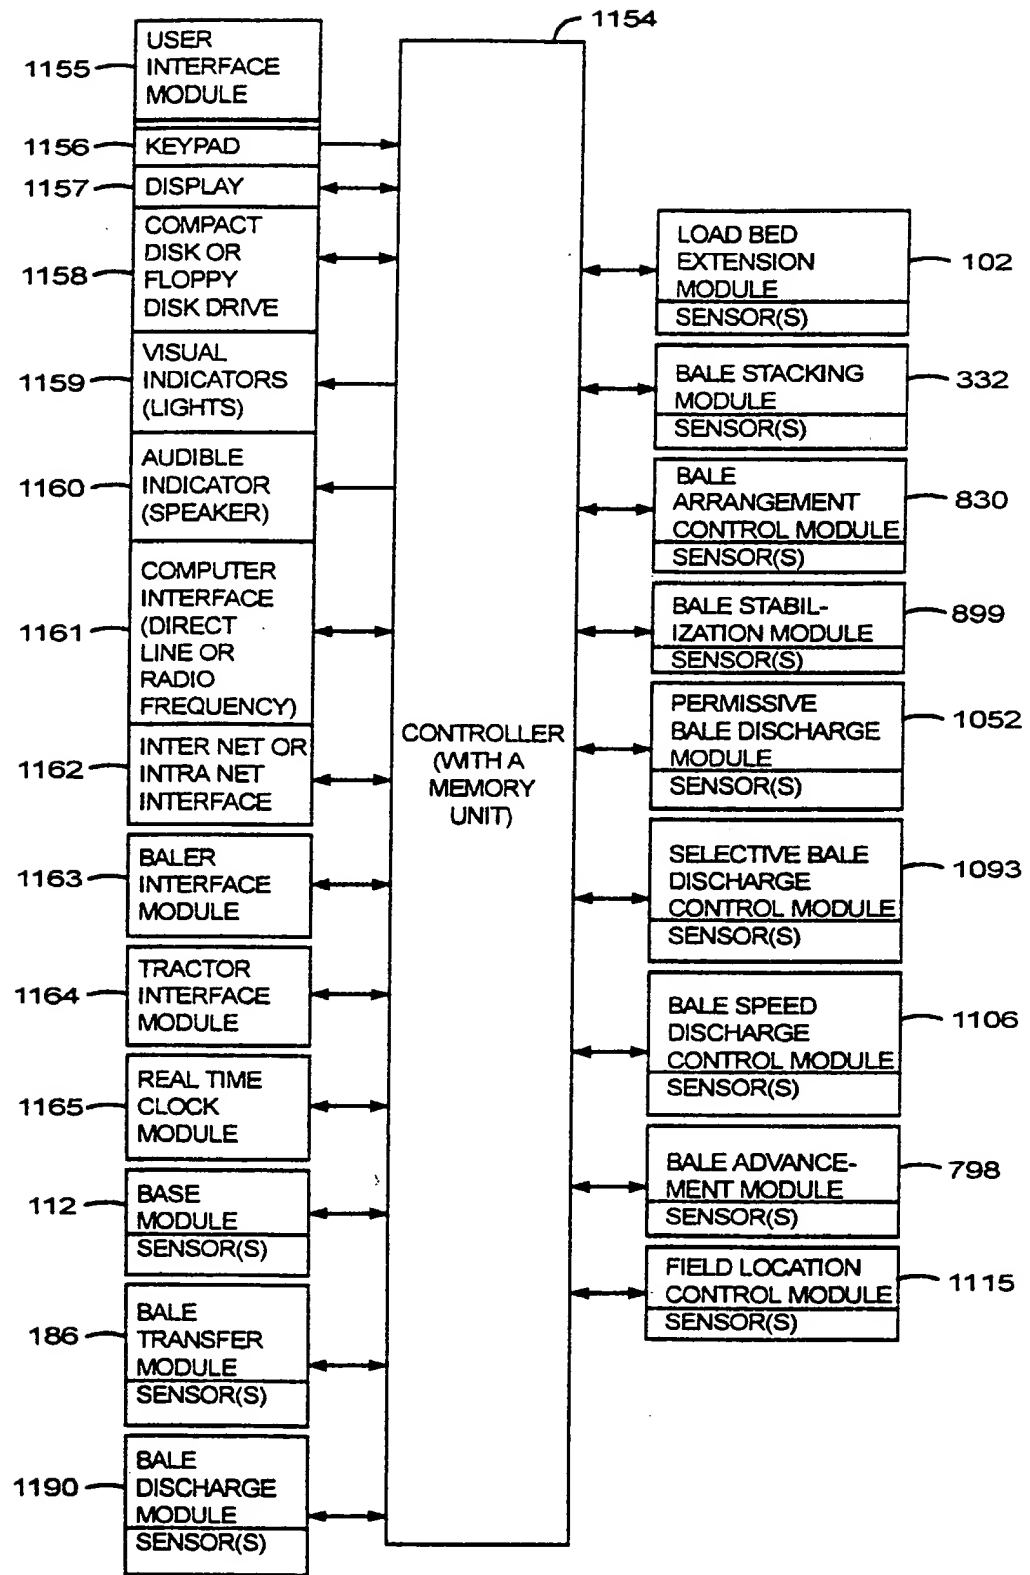 1154
USER
INTERFACE
MODULE
1155
KEYPAD
1156
DISPLAY
1157
COMPACT
DISK OR
FLOPPY
DISK DRIVE
1158
VISUAL
INDICATORS
(LIGHTS)
1159
AUDIBLE
INDICATOR
(SPEAKER)
1160
COMPUTER
INTERFACE
(DIRECT
LINE OR
RADIO
FREQUENCY)
1161
INTER NET OR
INTRA NET
INTERFACE
1162
BALER
INTERFACE
MODULE
1163
TRACTOR
INTERFACE
MODULE
1164
REAL TIME
CLOCK
MODULE
1165
BASE
MODULE
SENSOR(S)
112
BALE
TRANSFER
MODULE
SENSOR(S)
186
BALE
DISCHARGE
MODULE
SENSOR(S)
1190
CONTROLLER
(WITH A
MEMORY
UNIT)
LOAD BED
EXTENSION
MODULE
SENSOR(S)
102
BALE STACKING
MODULE
SENSOR(S)
332
BALE
ARRANGEMENT
CONTROL MODULE
SENSOR(S)
830
BALE STABIL-
IZATION MODULE
SENSOR(S)
899
PERMISSIVE
BALE DISCHARGE
MODULE
SENSOR(S)
1052
SELECTIVE BALE
DISCHARGE
CONTROL MODULE
SENSOR(S)
1093
BALE SPEED
DISCHARGE
CONTROL MODULE
SENSOR(S)
1106
BALE ADVANCE-
MENT MODULE
SENSOR(S)
798
FIELD LOCATION
CONTROL MODULE
SENSOR(S)
1115